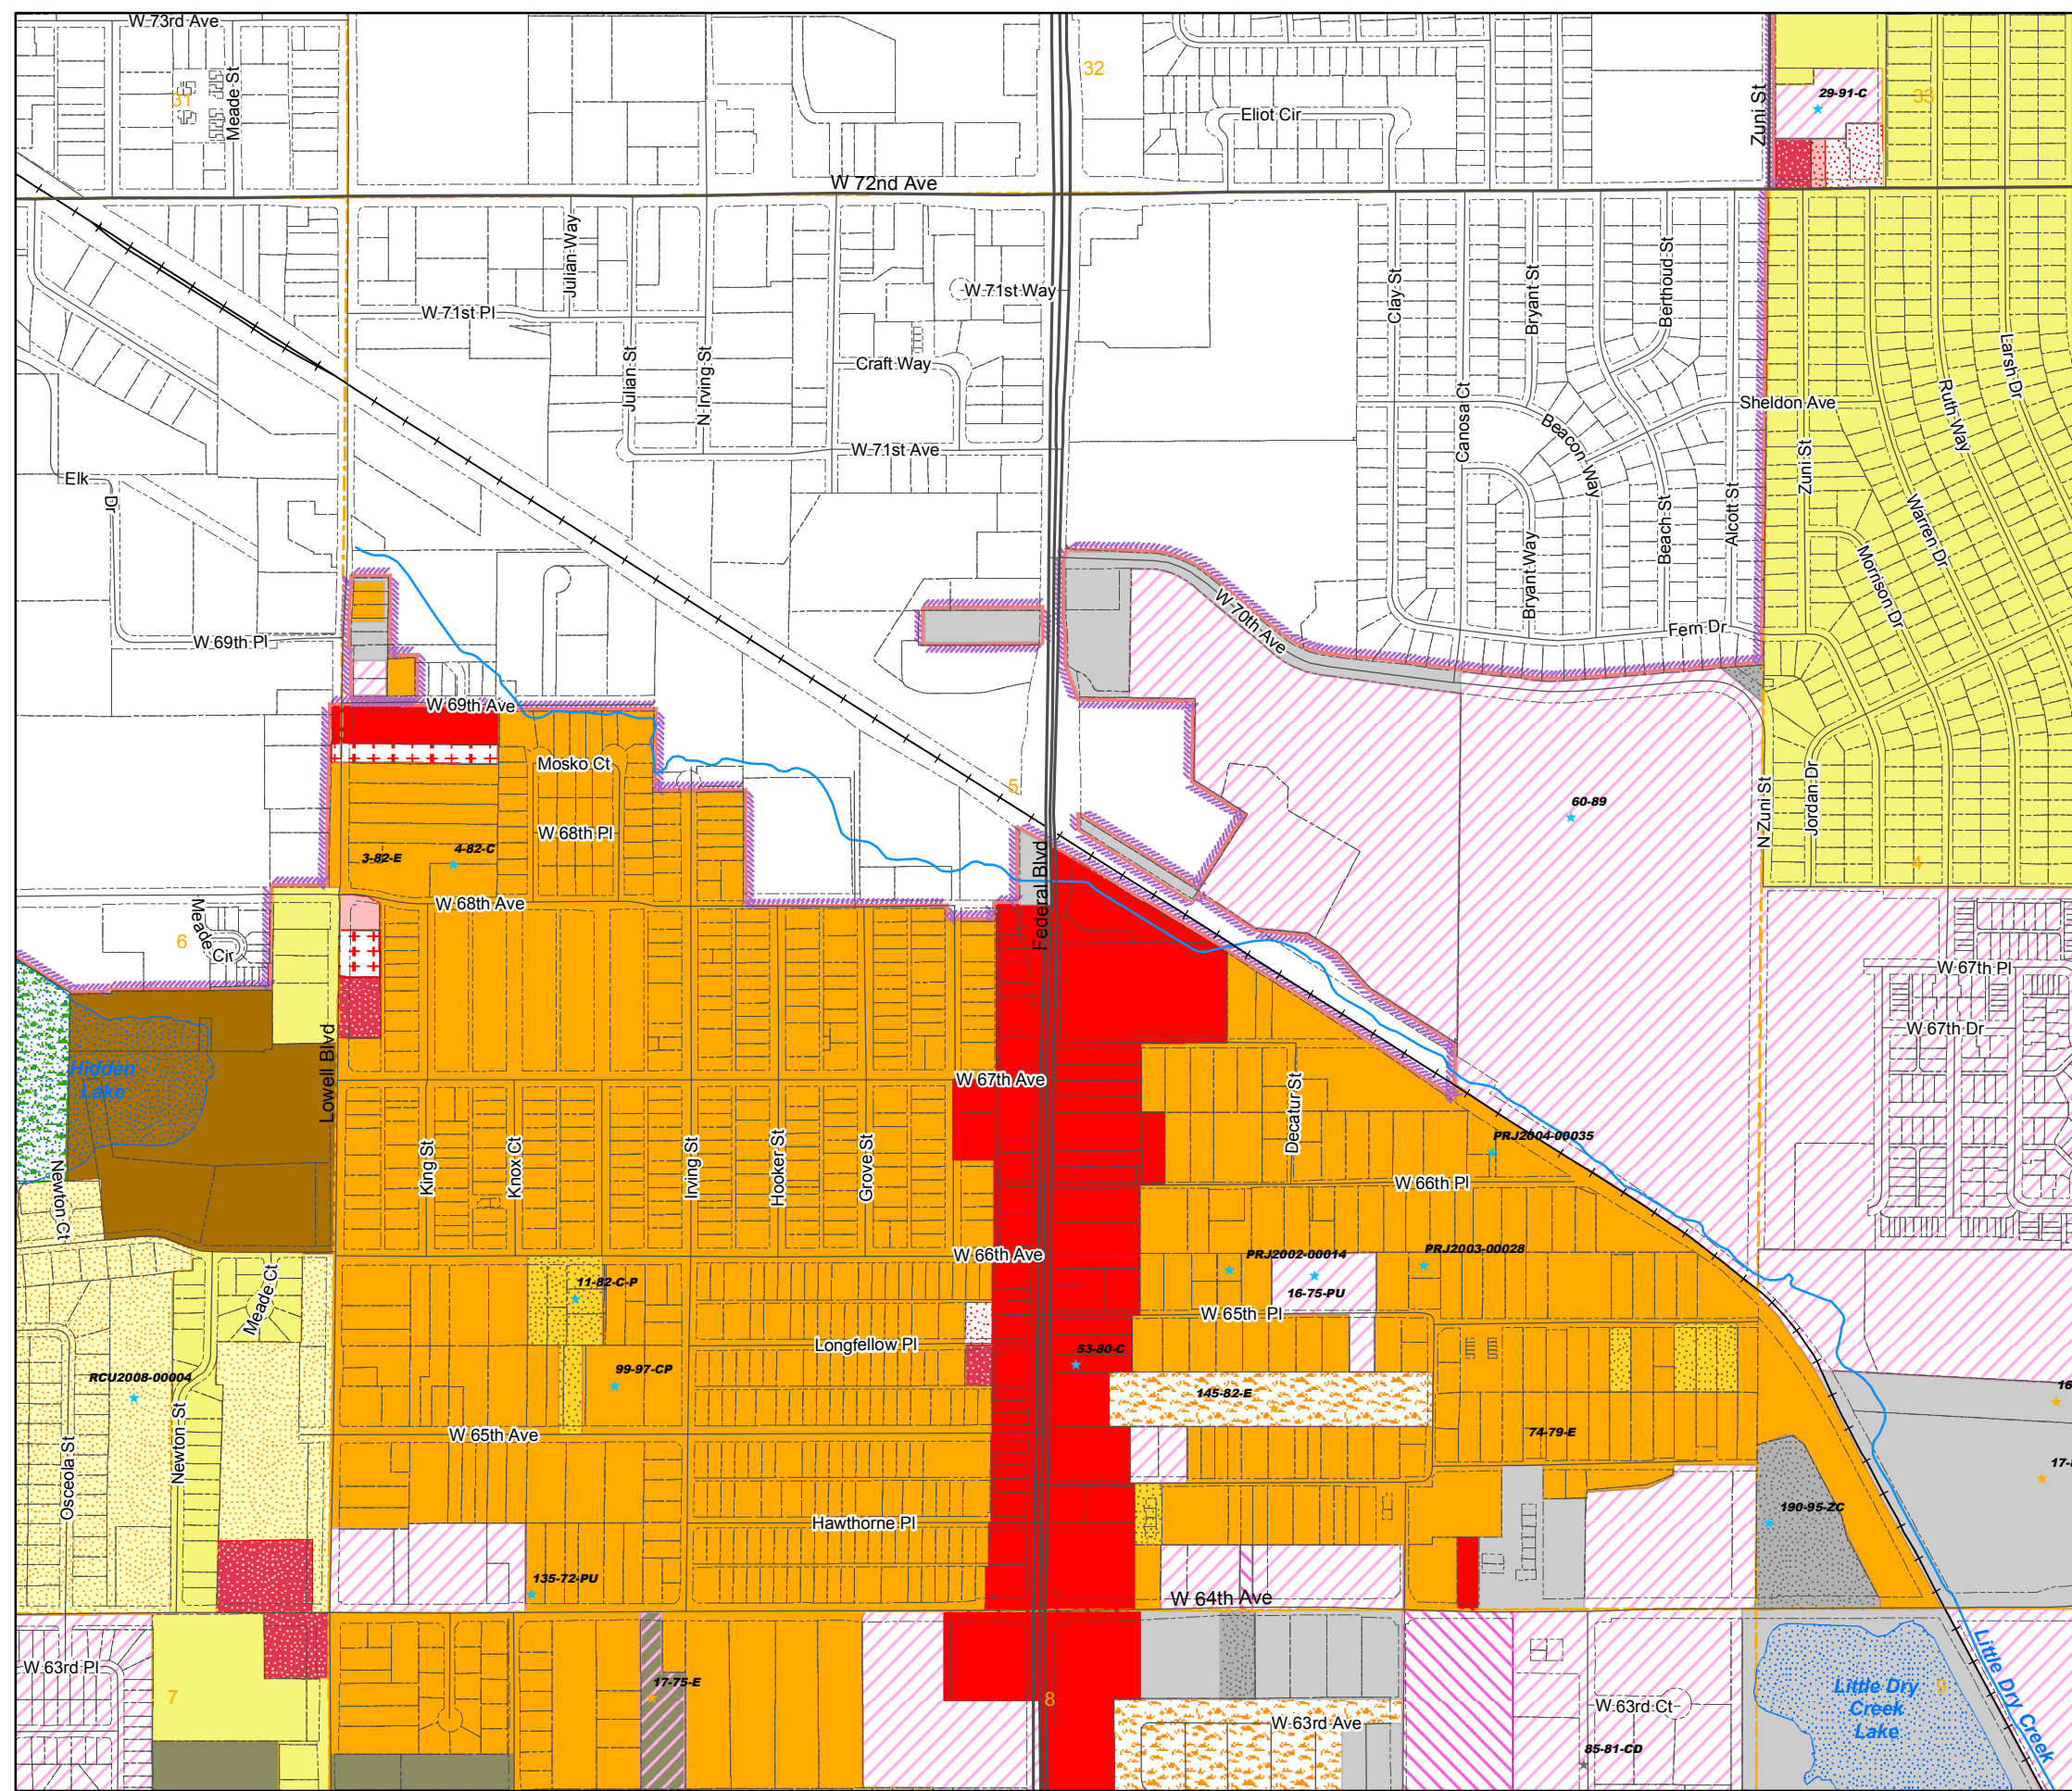 W 73rd Ave
31
Meade St
32
Eliot Cir
Zuni St
29-91-C
33
W 72nd Ave
Julian Way
W 71st Way
W 71st Pl
Clay St
Bryant St
Berthoud St
Julian St
N Irving St
Craft Way
Canosa Ct
Sheldon Ave
Larsh Dr
Ruth Way
Beacon Way
Zuni St
W 71st Ave
Elk
Dr
Beach St
Alcott St
Warren Dr
Bryant Way
Morrison Dr
W 70th Ave
Fern Dr
W 69th Pl
W 69th Ave
Mosko Ct
5
60-89
N Zuni St
Jordan Dr
W 68th Pl
3-82-E
4-82-C
Federal Blvd
4
W 68th Ave
Meade
Cir
6
W 67th Pl
W 67th Dr
Hidden
Lake
Lowell Blvd
W 67th Ave
Decatur St
PRJ2004-00035
Newton Ct
King St
Knox Ct
Irving St
Hooker St
Grove St
W 66th Pl
W 66th Ave
PRJ2002-00014
PRJ2003-00028
11-82-C-P
16-75-PU
Meade Ct
W 65th Pl
Longfellow Pl
53-80-C
99-97-CP
RCU2008-00004
145-82-E
16
Newton St
Osceola St
W 65th Ave
74-79-E
17-
190-95-ZC
Hawthorne Pl
135-72-PU
W 64th Ave
W 63rd Pl
7
17-75-E
8
W 63rd Ave
W 63rd Ct
Little Dry
Creek
Lake
9
Little Dry Creek
85-81-CD